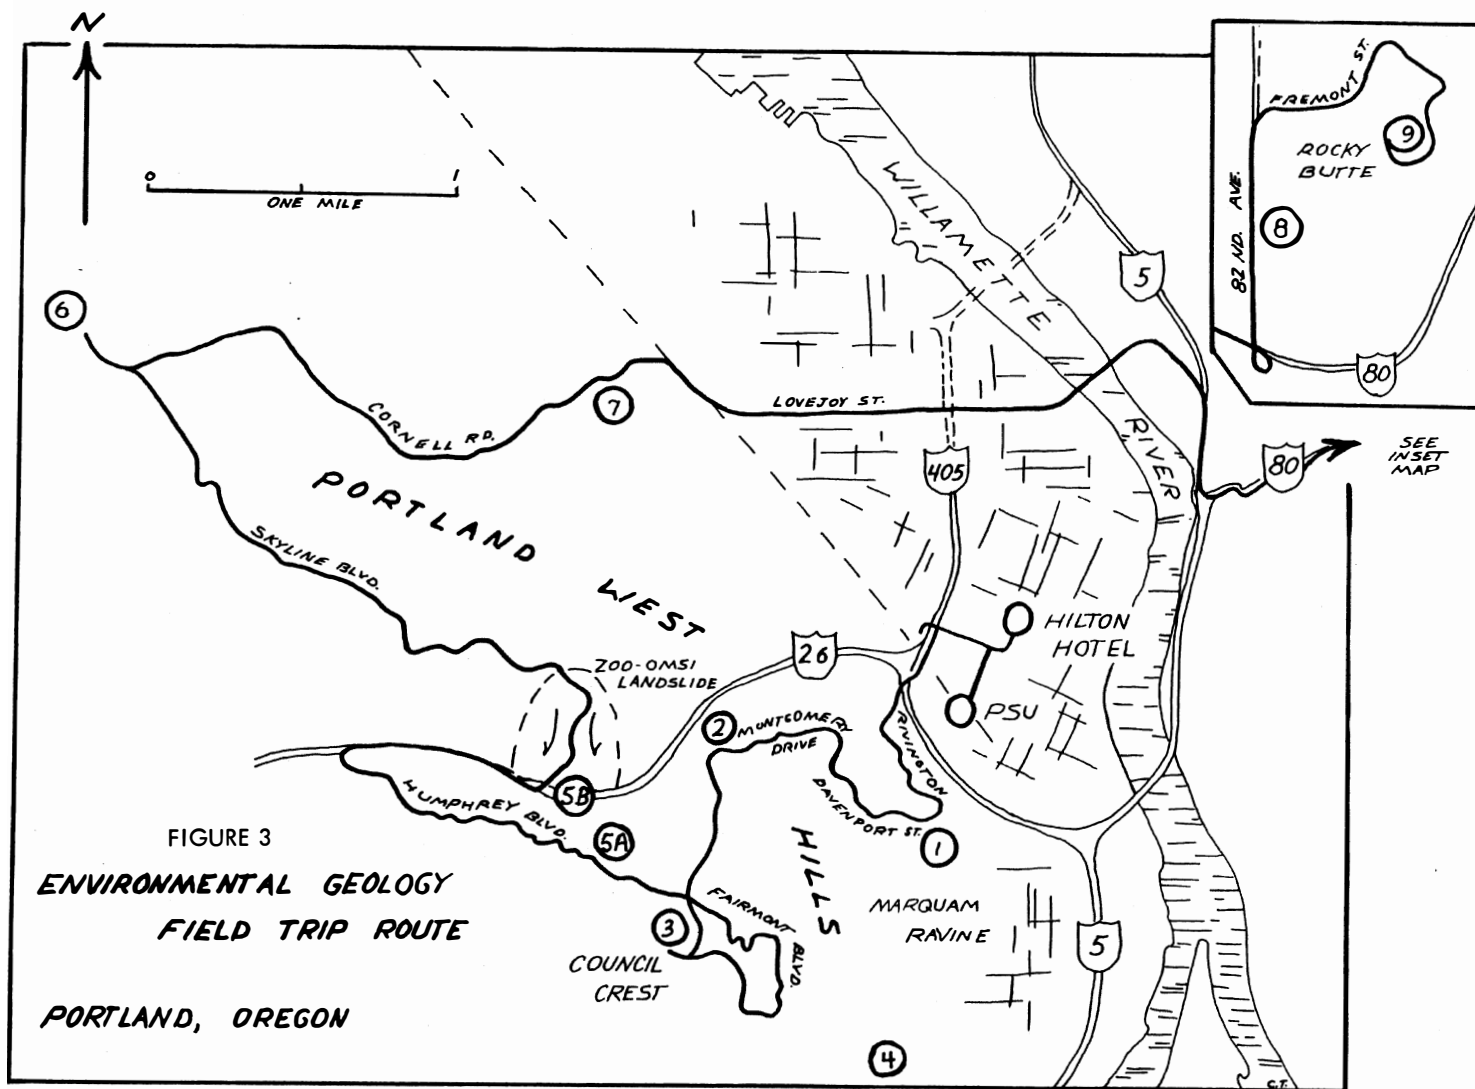 N
0 1
ONE MILE
6
7
CORNELL RD.
LOVEJOY ST.
SKYLINE BLVD.
PORTLAND
WEST
HILLS
WILLAMETTE
RIVER
5
405
80
SEE
INSET
MAP
FREMONT ST.
9
ROCKY
BUTTE
8
82 ND. AVE.
80
26
HILTON
HOTEL
PSU
ZOO-OMSI
LANDSLIDE
2
MONTGOMERY
DRIVE
RIVINGTON
DAVENPORT ST.
1
5B
5A
HUMPHREY BLVD.
FAIRMONT BLVD.
3
COUNCIL
CREST
MARQUAM
RAVINE
5
4
FIGURE 3
ENVIRONMENTAL GEOLOGY
FIELD TRIP ROUTE
PORTLAND, OREGON
C.T.